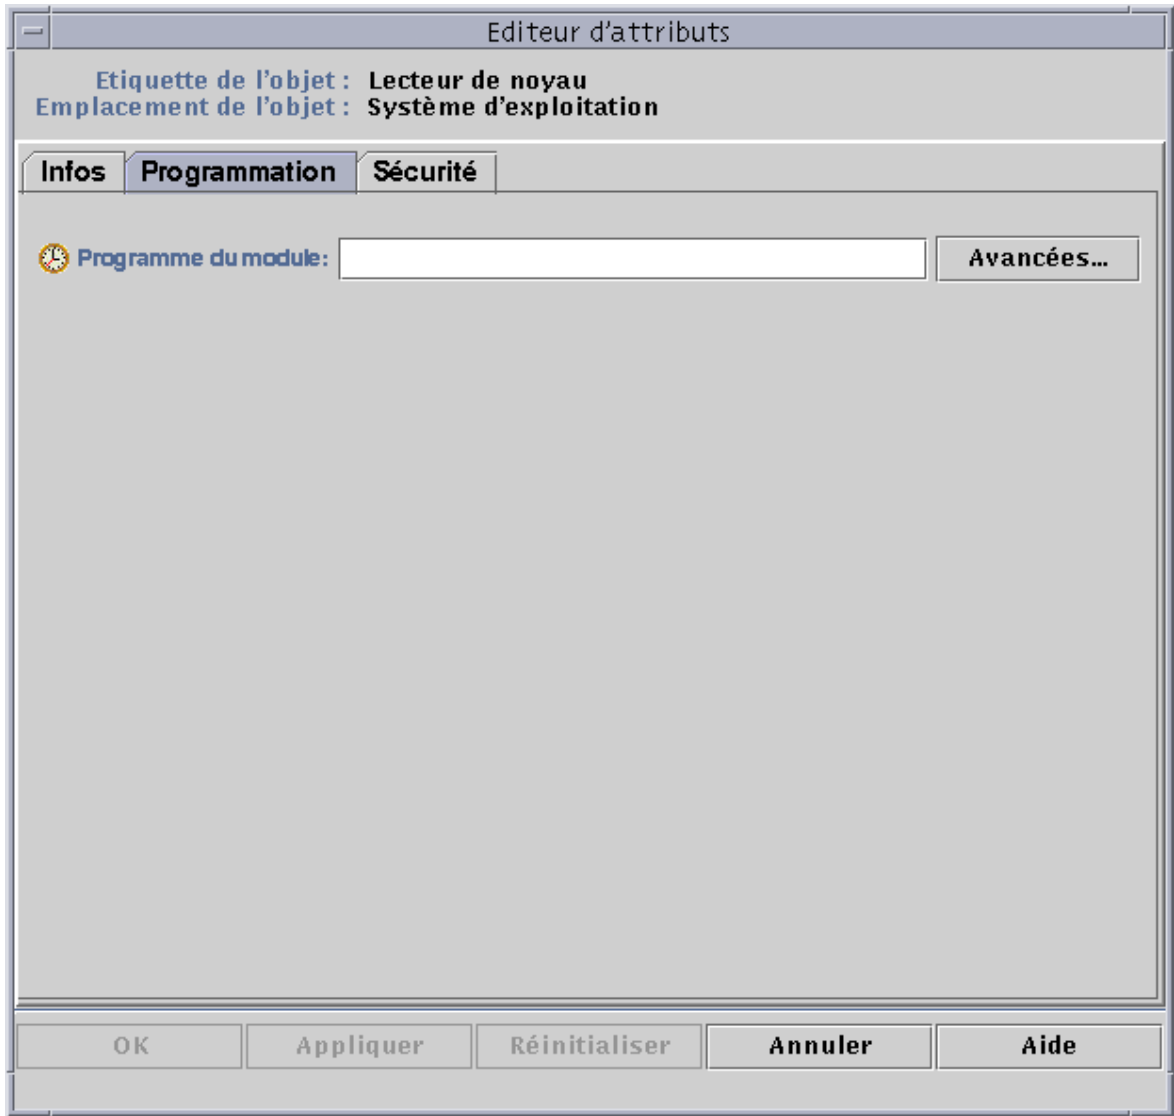 Editeur d'attributs
Etiquette de l'objet : Lecteur de noyau
Emplacement de l'objet : Système d'exploitation
Infos Programmation Sécurité
Programme du module: Avancées...
OK Appliquer Réinitialiser Annuler Aide